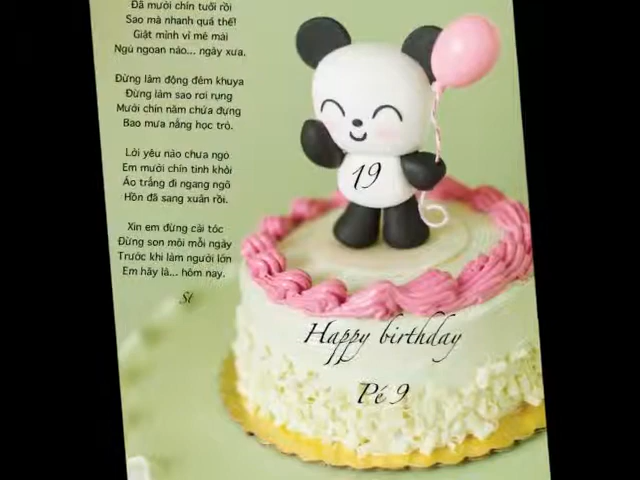 Đã mười chín tuổi rồi
Sao mà nhanh quá thể!
Giật mình vì mê mải
Ngủ ngoan nào... ngày xưa.
Đừng làm động đêm khuya
Đừng làm sao rơi rụng
Mười chín năm chứa đựng
Bao mưa nắng học trò.
Lời yêu nào chưa ngỏ
Em mười chín tinh khôi
Áo trắng đi ngang ngõ
Hồn đã sang xuân rồi.
Xin em đừng cài tóc
Đừng son môi mỗi ngày
Trước khi làm người lớn
Em hãy là... hôm nay.
Sỏi
19
Happy birthday
Pé 9